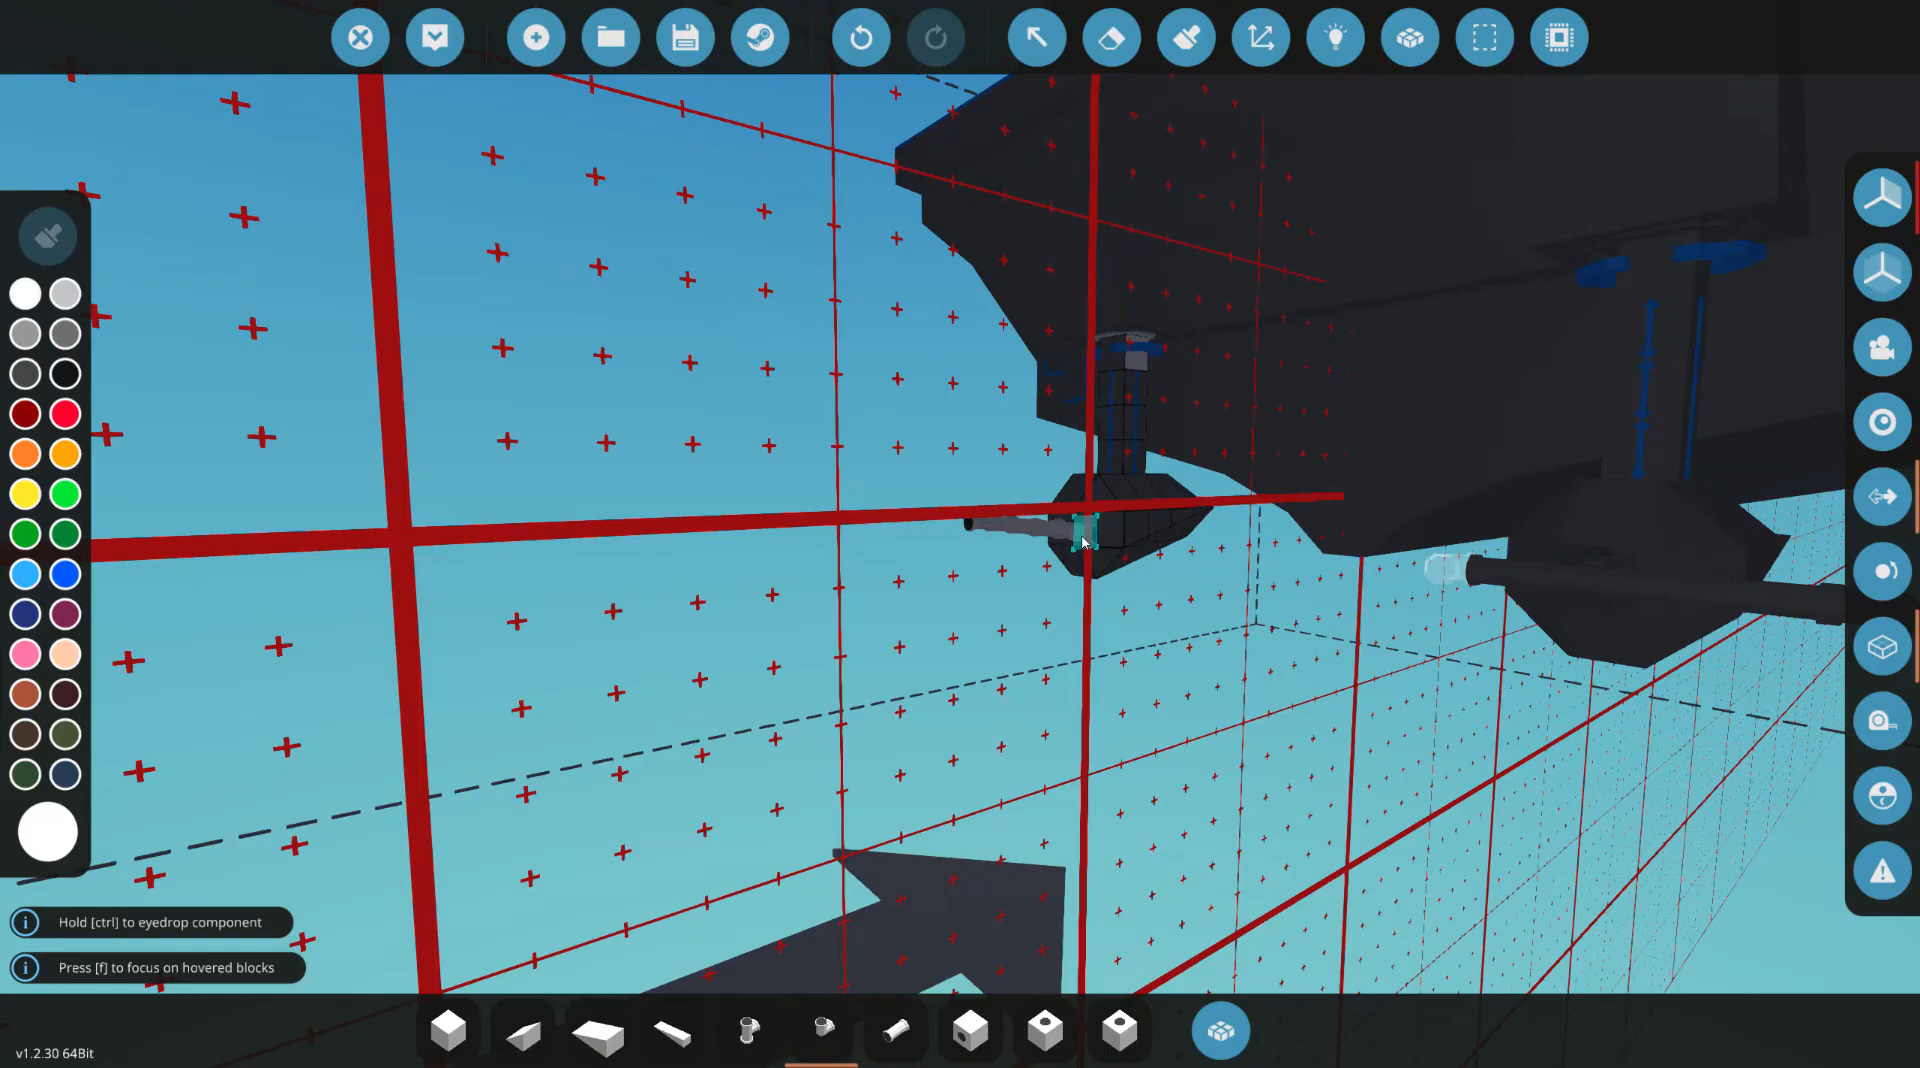 Hold [ctrl] to eyedrop component
Press [f] to focus on hovered blocks
v1.2.30 64Bit